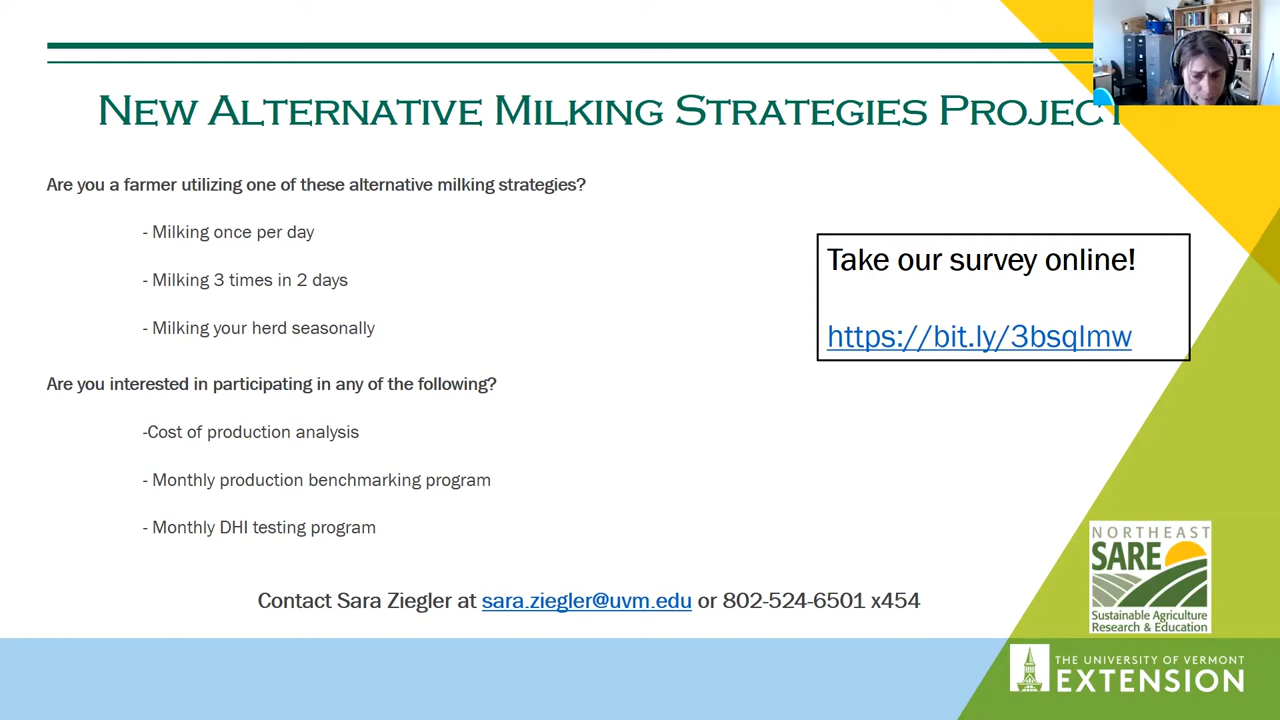 NEW ALTERNATIVE MILKING STRATEGIES PROJECT
Are you a farmer utilizing one of these alternative milking strategies?
- Milking once per day
- Milking 3 times in 2 days
- Milking your herd seasonally
Take our survey online!
https://bit.ly/3bsqlmw
Are you interested in participating in any of the following?
-Cost of production analysis
- Monthly production benchmarking program
- Monthly DHI testing program
Contact Sara Ziegler at sara.ziegler@uvm.edu or 802-524-6501 x454
NORTHEAST
SARE
Sustainable Agriculture
Research & Education
THE UNIVERSITY OF VERMONT
EXTENSION